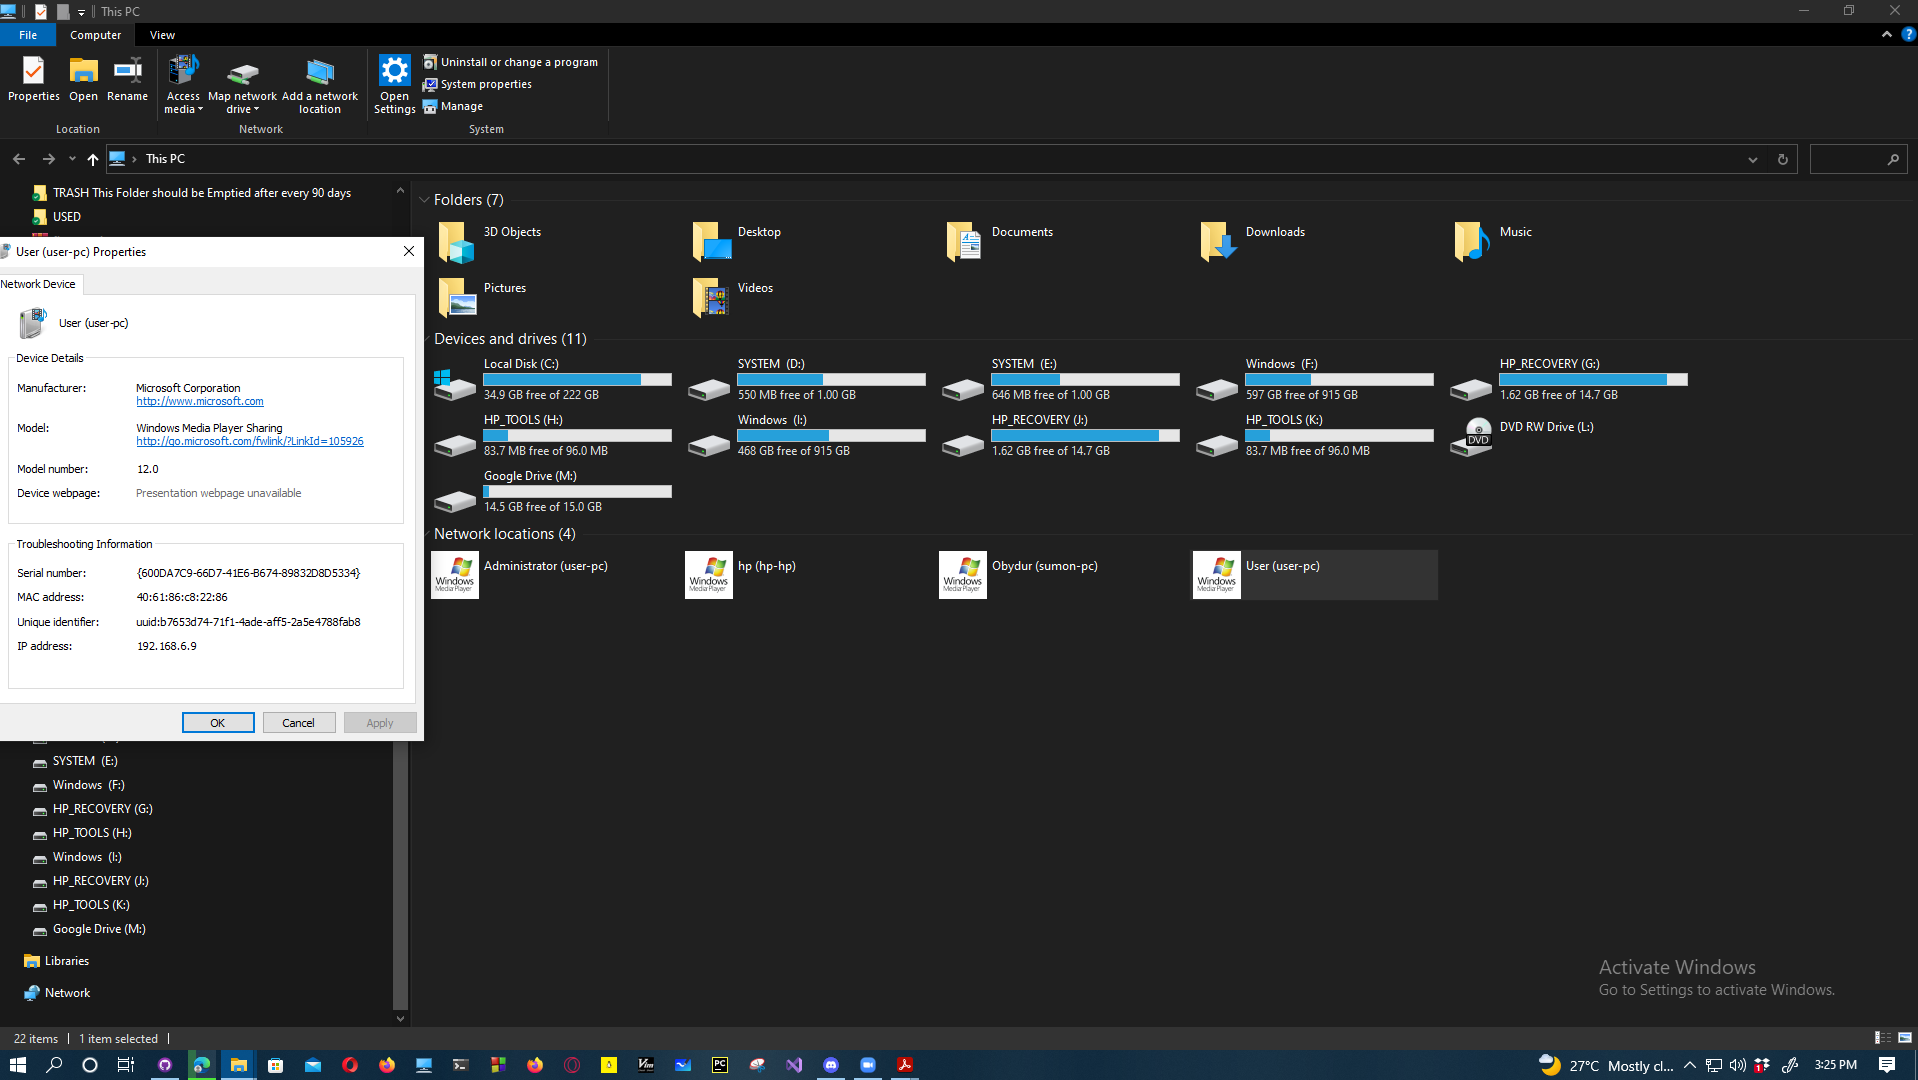 This PC
File
Computer
View
Properties
Open
Rename
Access media
Map network drive
Add a network location
Open Settings
Uninstall or change a program
System properties
Manage
Location
Network
System
This PC
TRASH This Folder should be Emptied after every 90 days
USED
User (user-pc) Properties
Network Device
User (user-pc)
Device Details
Manufacturer: Microsoft Corporation
http://www.microsoft.com
Model: Windows Media Player Sharing
http://go.microsoft.com/fwlink/?LinkId=105926
Model number: 12.0
Device webpage: Presentation webpage unavailable
Troubleshooting Information
Serial number: {600DA7C9-66D7-41E6-B674-89832D8D5334}
MAC address: 40:61:86:c8:22:86
Unique identifier: uuid:b7653d74-71f1-4ade-aff5-2a5e4788fab8
IP address: 192.168.6.9
OK
Cancel
Apply
SYSTEM (E:)
Windows (F:)
HP_RECOVERY (G:)
HP_TOOLS (H:)
Windows (I:)
HP_RECOVERY (J:)
HP_TOOLS (K:)
Google Drive (M:)
Libraries
Network
Folders (7)
3D Objects
Desktop
Documents
Downloads
Music
Pictures
Videos
Devices and drives (11)
Local Disk (C:)
34.9 GB free of 222 GB
SYSTEM (D:)
550 MB free of 1.00 GB
SYSTEM (E:)
646 MB free of 1.00 GB
Windows (F:)
597 GB free of 915 GB
HP_RECOVERY (G:)
1.62 GB free of 14.7 GB
HP_TOOLS (H:)
83.7 MB free of 96.0 MB
Windows (I:)
468 GB free of 915 GB
HP_RECOVERY (J:)
1.62 GB free of 14.7 GB
HP_TOOLS (K:)
83.7 MB free of 96.0 MB
DVD
DVD RW Drive (L:)
Google Drive (M:)
14.5 GB free of 15.0 GB
Network locations (4)
Windows
MediaPlayer
Administrator (user-pc)
Windows
MediaPlayer
hp (hp-hp)
Windows
MediaPlayer
Obydur (sumon-pc)
Windows
MediaPlayer
User (user-pc)
Activate Windows
Go to Settings to activate Windows.
22 items
1 item selected
27°C Mostly cl...
3:25 PM